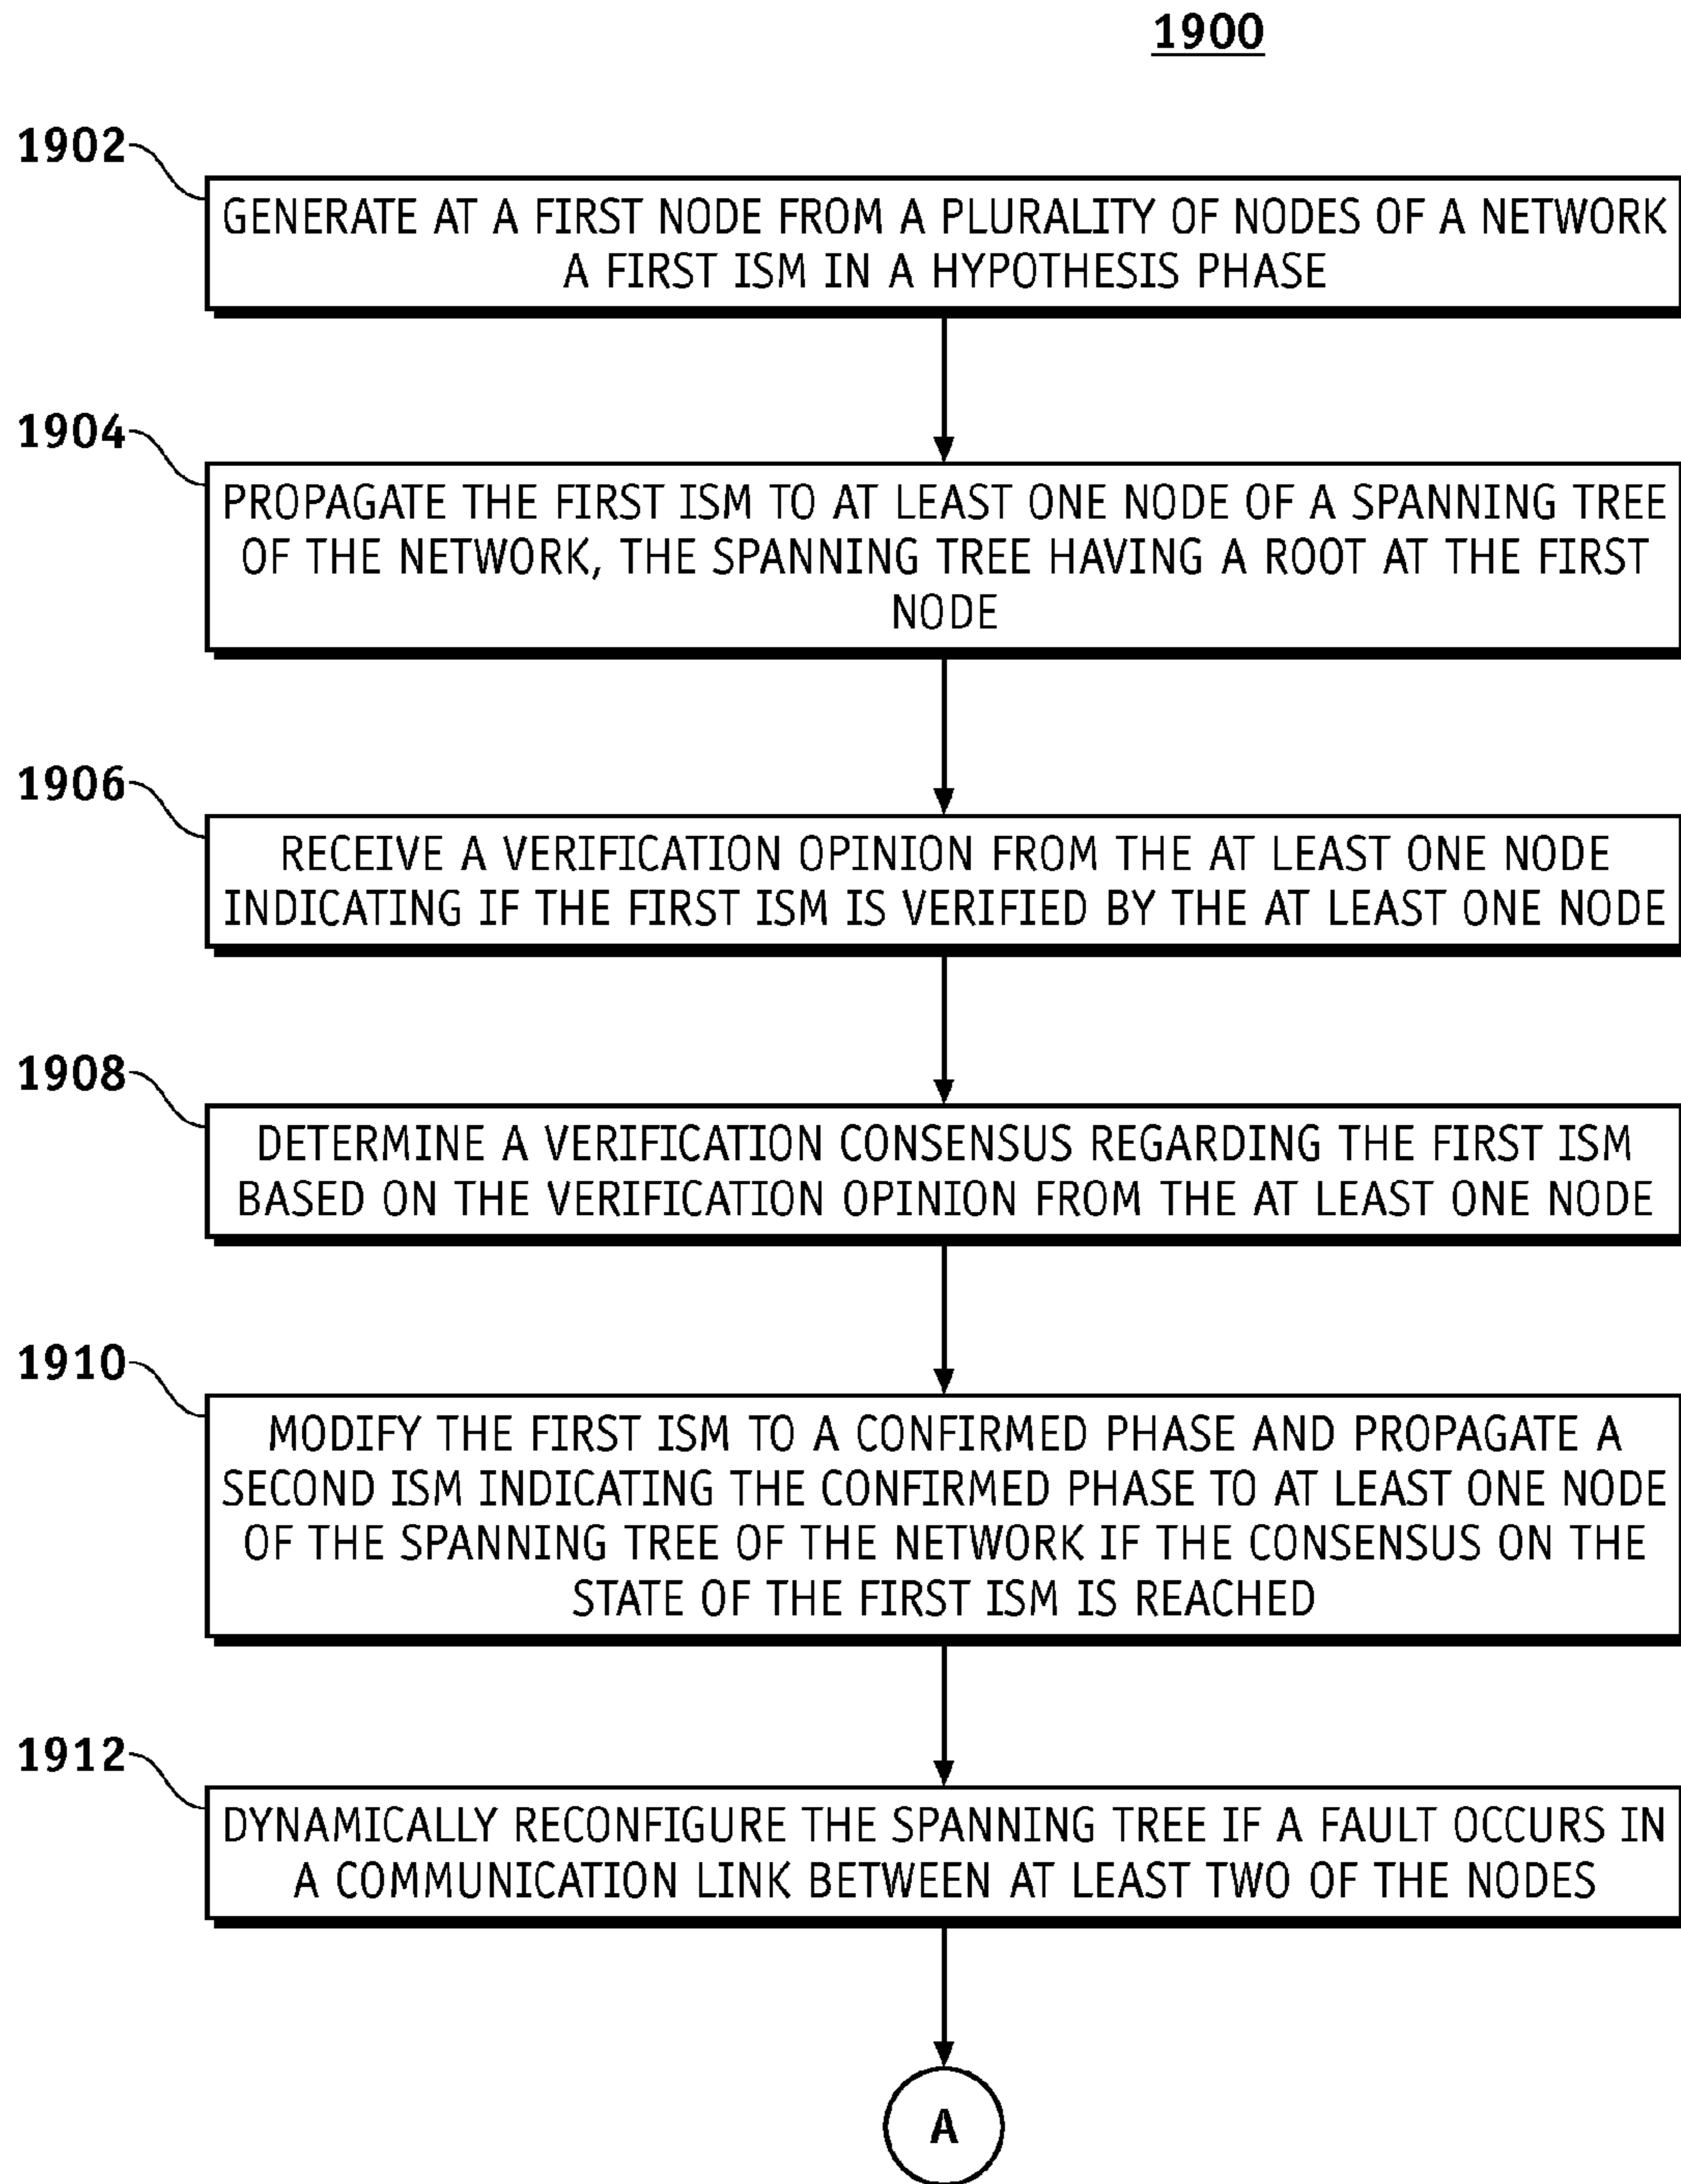 1900
1902
GENERATE AT A FIRST NODE FROM A PLURALITY OF NODES OF A NETWORK
A FIRST ISM IN A HYPOTHESIS PHASE
1904
PROPAGATE THE FIRST ISM TO AT LEAST ONE NODE OF A SPANNING TREE
OF THE NETWORK, THE SPANNING TREE HAVING A ROOT AT THE FIRST
NODE
1906
RECEIVE A VERIFICATION OPINION FROM THE AT LEAST ONE NODE
INDICATING IF THE FIRST ISM IS VERIFIED BY THE AT LEAST ONE NODE
1908
DETERMINE A VERIFICATION CONSENSUS REGARDING THE FIRST ISM
BASED ON THE VERIFICATION OPINION FROM THE AT LEAST ONE NODE
1910
MODIFY THE FIRST ISM TO A CONFIRMED PHASE AND PROPAGATE A
SECOND ISM INDICATING THE CONFIRMED PHASE TO AT LEAST ONE NODE
OF THE SPANNING TREE OF THE NETWORK IF THE CONSENSUS ON THE
STATE OF THE FIRST ISM IS REACHED
1912
DYNAMICALLY RECONFIGURE THE SPANNING TREE IF A FAULT OCCURS IN
A COMMUNICATION LINK BETWEEN AT LEAST TWO OF THE NODES
A